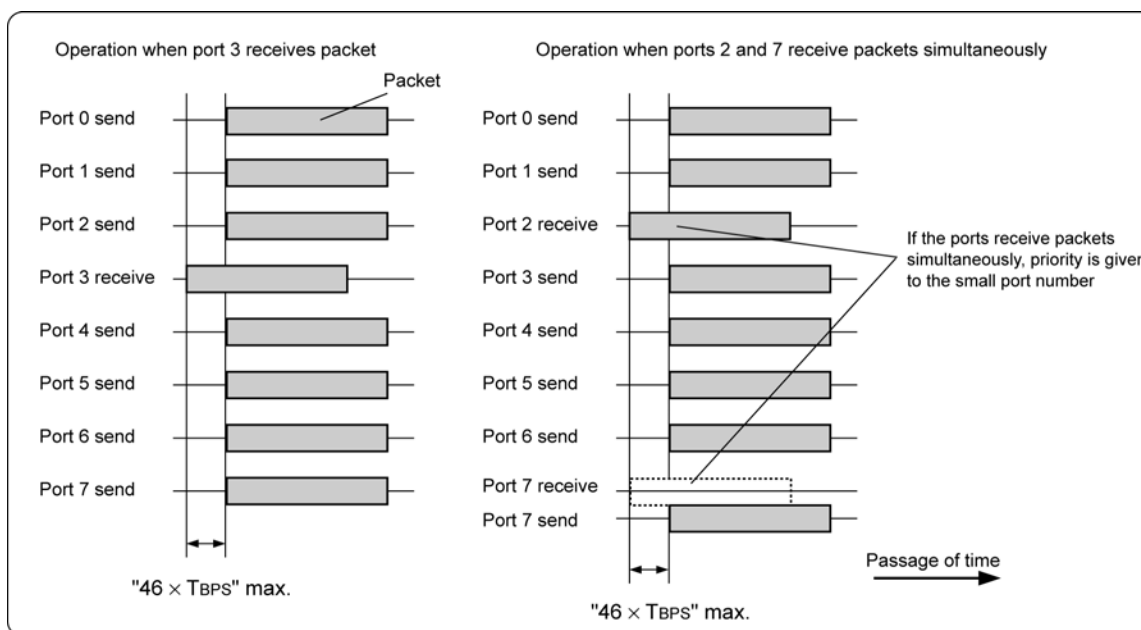 Operation when port 3 receives packet
Packet
Port 0 send
Port 1 send
Port 2 send
Port 3 receive
Port 4 send
Port 5 send
Port 6 send
Port 7 send
"46 × TBPS" max.
Operation when ports 2 and 7 receive packets simultaneously
Port 0 send
Port 1 send
Port 2 receive
Port 3 send
Port 4 send
Port 5 send
Port 6 send
Port 7 receive
Port 7 send
If the ports receive packets
simultaneously, priority is given
to the small port number
Passage of time
"46 × TBPS" max.